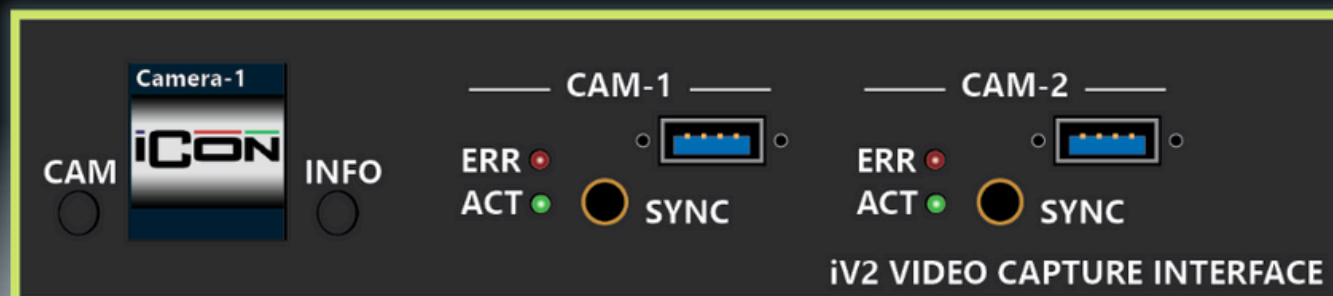 Camera-1
iCON
CAM
INFO
CAM-1
ERR
ACT
SYNC
CAM-2
ERR
ACT
SYNC
iV2 VIDEO CAPTURE INTERFACE